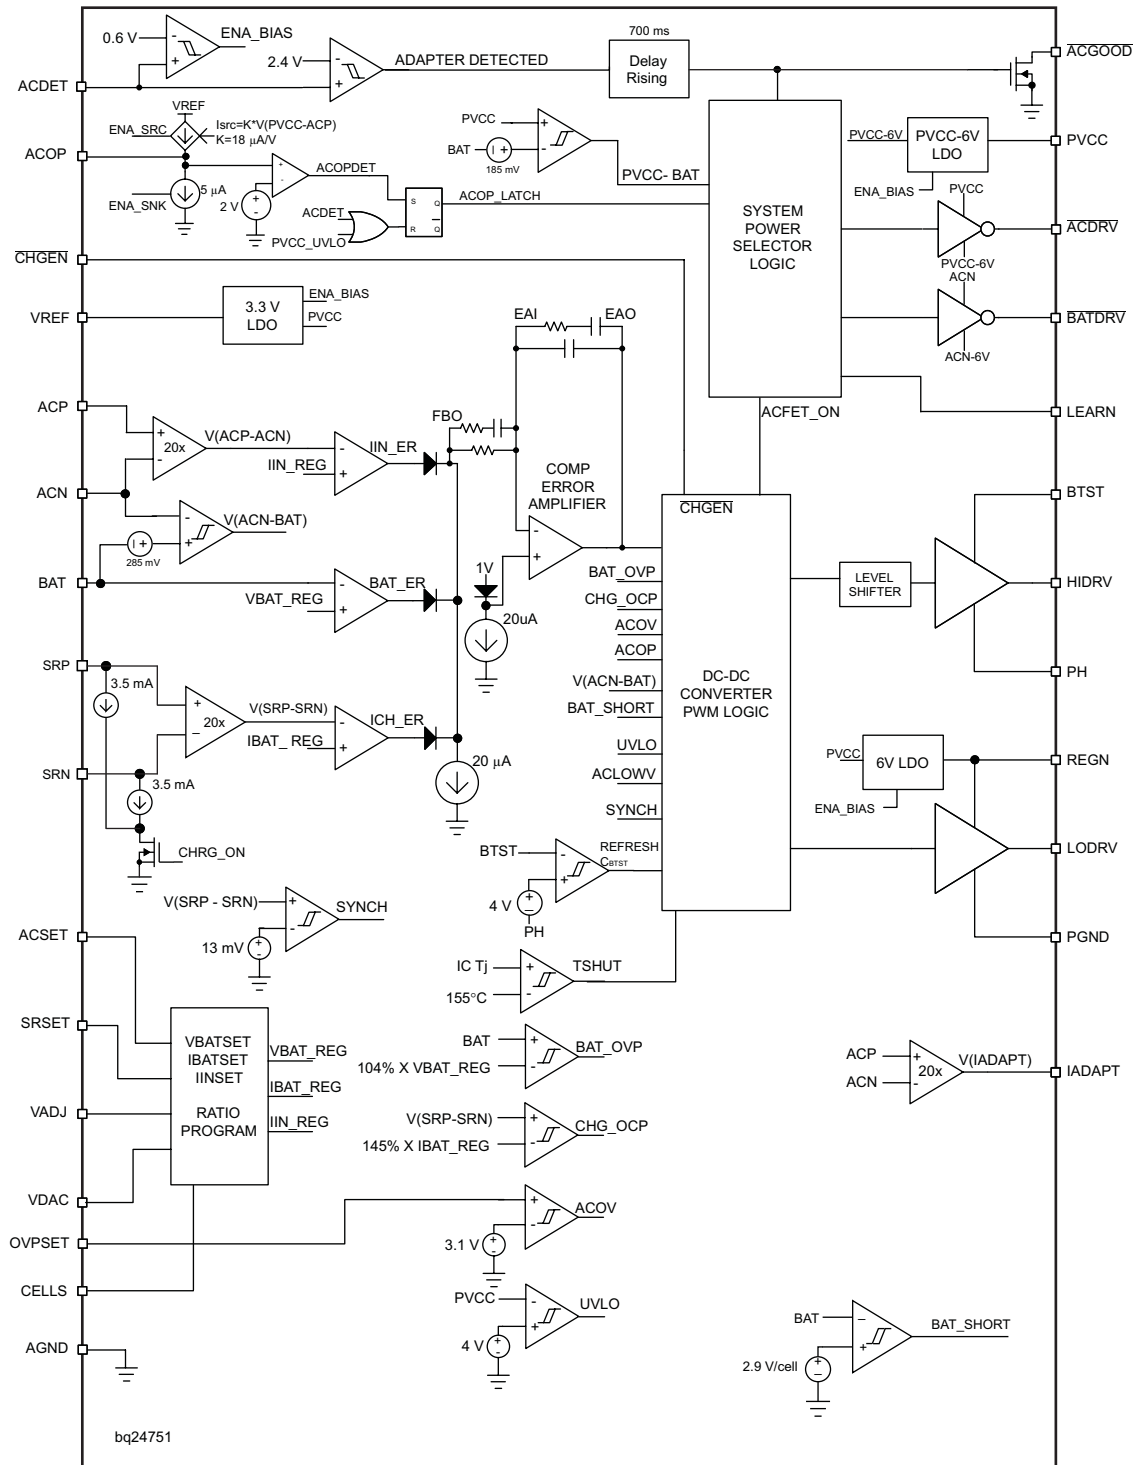 0.6 V
ENA_BIAS
2.4 V
ADAPTER DETECTED
700 ms
Delay
Rising
ACGOOD
ACDET
VREF
ENA_SRC
Isrc=K*V(PVCC-ACP)
K=18 μA/V
ACOP
+
-
ACOPDET
5 μA
ENA_SNK
2 V
ACDET
PVCC_UVLO
S
Q
R
Q
ACOP_LATCH
PVCC
BAT
185 mV
PVCC- BAT
SYSTEM
POWER
SELECTOR
LOGIC
PVCC-6V
PVCC-6V
LDO
ENA_BIAS
PVCC
PVCC
ACDRV
PVCC-6V
ACN
BATDRV
ACN-6V
LEARN
ACFET_ON
CHGEN
VREF
3.3 V
LDO
ENA_BIAS
PVCC
EAI
EAO
FBO
ACP
20x
V(ACP-ACN)
IIN_REG
IIN_ER
ACN
V(ACN-BAT)
285 mV
BAT
VBAT_REG
BAT_ER
COMP
ERROR
AMPLIFIER
1V
20uA
SRP
3.5 mA
20x
V(SRP-SRN)
IBAT_ REG
ICH_ER
20 μA
SRN
3.5 mA
CHRG_ON
CHGEN
BAT_OVP
CHG_OCP
ACOV
ACOP
V(ACN-BAT)
BAT_SHORT
UVLO
ACLOWV
SYNCH
DC-DC
CONVERTER
PWM LOGIC
BTST
LEVEL
SHIFTER
HIDRV
PH
PVCC
6V LDO
ENA_BIAS
REGN
LODRV
PGND
BTST
REFRESH
CBTST
4 V
PH
V(SRP - SRN)
SYNCH
13 mV
IC Tj
155°C
TSHUT
ACSET
SRSET
VADJ
VDAC
OVPSET
CELLS
AGND
VBATSET
IBATSET
IINSET
RATIO
PROGRAM
VBAT_REG
IBAT_REG
IIN_REG
BAT
104% X VBAT_REG
BAT_OVP
V(SRP-SRN)
145% X IBAT_REG
CHG_OCP
ACOV
3.1 V
PVCC
UVLO
4 V
ACP
ACN
20x
V(IADAPT)
IADAPT
BAT
BAT_SHORT
2.9 V/cell
bq24751